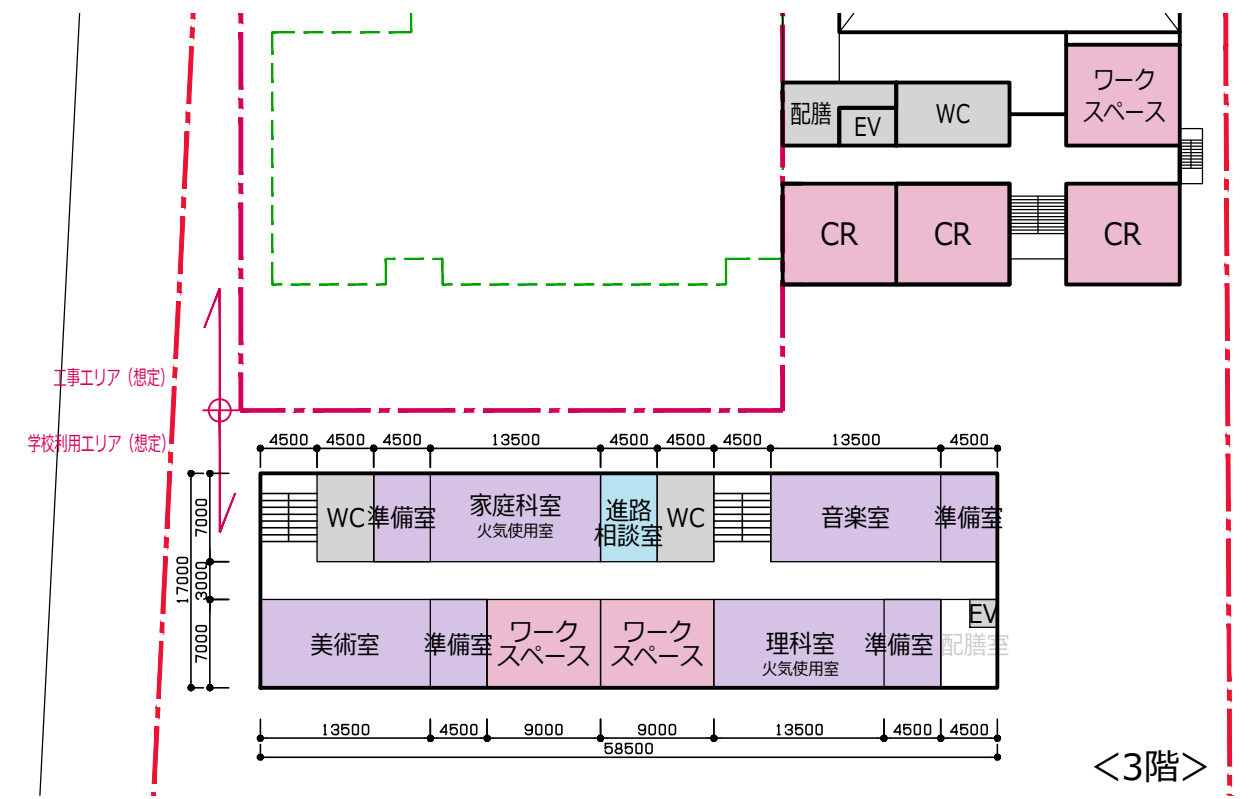 ワーク
スペース
配膳
EV
WC
CR
CR
CR
工事エリア（想定）
学校利用エリア（想定）
4500
4500
4500
13500
4500
4500
4500
13500
4500
17000
7000
3000
7000
WC
準備室
家庭科室
火気使用室
進路
相談室
WC
音楽室
準備室
美術室
準備室
ワーク
スペース
ワーク
スペース
理科室
火気使用室
準備室
EV
配膳室
13500
4500
9000
9000
13500
4500
4500
58500
＜3階＞